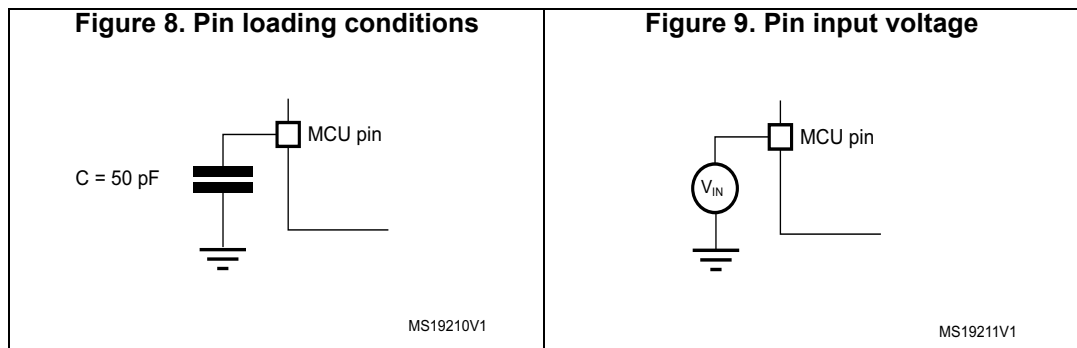 Figure 8. Pin loading conditions
MCU pin
C = 50 pF
MS19210V1
Figure 9. Pin input voltage
MCU pin
VIN
MS19211V1